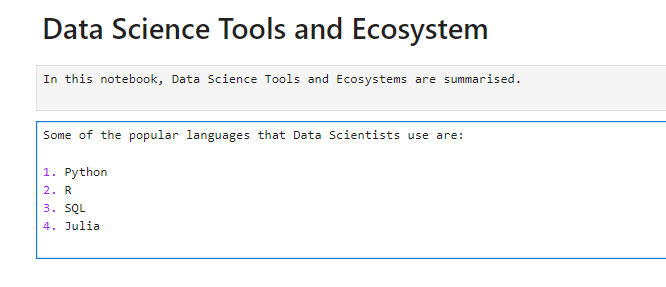 Data Science Tools and Ecosystem
In this notebook, Data Science Tools and Ecosystems are summarised.
Some of the popular languages that Data Scientists use are:
1. Python
2. R
3. SQL
4. Julia